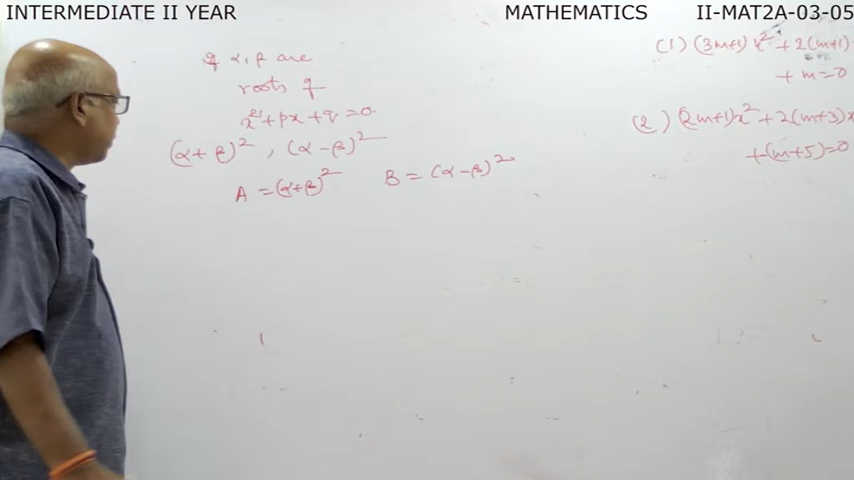 INTERMEDIATE II YEAR
MATHEMATICS
II-MAT2A-03-05
If α, β are
roots of
x² + px + q = 0
(α + β)² , (α - β)²
A = (α+β)²
B = (α-β)²
(1) (3m+1) x² + 2(m+1)
+ m = 0
(2) (2m+1)x² + 2(m+3)x
+(m+5)=0